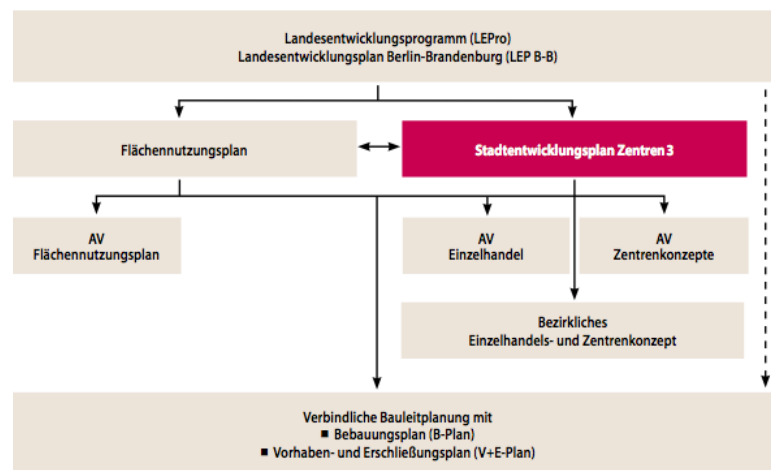 Landesentwicklungsprogramm (LEPro)
Landesentwicklungsplan Berlin-Brandenburg (LEP B-B)
Flächennutzungsplan
Stadtentwicklungsplan Zentren 3
AV
Flächennutzungsplan
AV
Einzelhandel
AV
Zentrenkonzepte
Bezirkliches
Einzelhandels- und Zentrenkonzept
Verbindliche Bauleitplanung mit
■ Bebauungsplan (B-Plan)
■ Vorhaben- und Erschließungsplan (V+E-Plan)